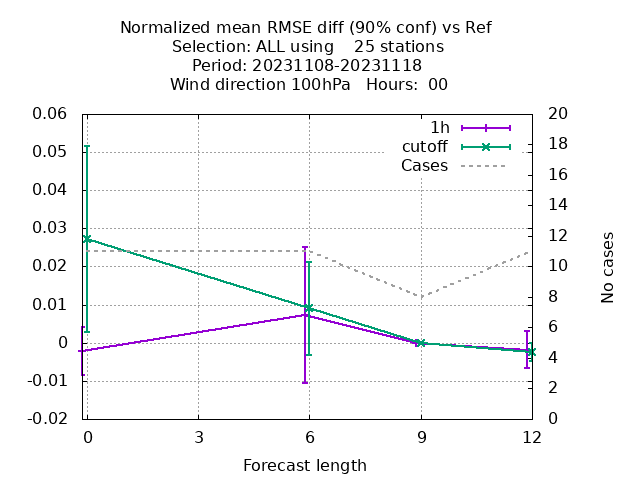 Normalized mean RMSE diff (90% conf) vs Ref
Selection: ALL using    25 stations
Period: 20231108-20231118
Wind direction 100hPa   Hours:  00
1h
cutoff
Cases
0.06
0.05
0.04
0.03
0.02
0.01
0
-0.01
-0.02
20
18
16
14
12
10
8
6
4
2
0
No cases
0 3 6 9 12
Forecast length